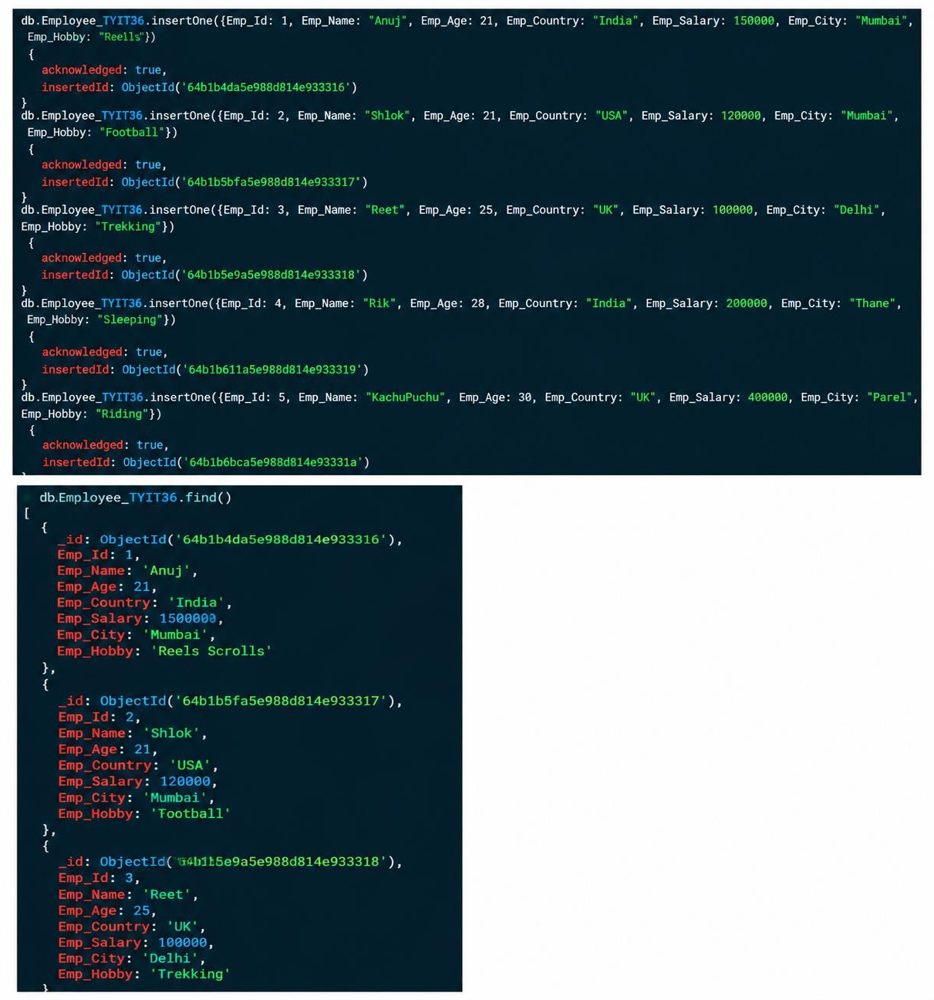 db.Employee_TYIT36.insertOne({Emp_Id: 1, Emp_Name: "Anuj", Emp_Age: 21, Emp_Country: "India", Emp_Salary: 150000, Emp_City: "Mumbai",
Emp_Hobby: "Reells"})
{
acknowledged: true,
insertedId: ObjectId('64b1b4da5e988d814e933316')
}
db.Employee_TYIT36.insertOne({Emp_Id: 2, Emp_Name: "Shlok", Emp_Age: 21, Emp_Country: "USA", Emp_Salary: 120000, Emp_City: "Mumbai",
Emp_Hobby: "Football"})
{
acknowledged: true,
insertedId: ObjectId('64b1b5bfa5e988d814e933317')
}
db.Employee_TYIT36.insertOne({Emp_Id: 3, Emp_Name: "Reet", Emp_Age: 25, Emp_Country: "UK", Emp_Salary: 100000, Emp_City: "Delhi",
Emp_Hobby: "Trekking"})
{
acknowledged: true,
insertedId: ObjectId('64b1b5e9a5e988d814e933318')
}
db.Employee_TYIT36.insertOne({Emp_Id: 4, Emp_Name: "Rik", Emp_Age: 28, Emp_Country: "India", Emp_Salary: 200000, Emp_City: "Thane",
Emp_Hobby: "Sleeping"})
{
acknowledged: true,
insertedId: ObjectId('64b1b611a5e988d814e933319')
}
db.Employee_TYIT36.insertOne({Emp_Id: 5, Emp_Name: "KachuPuchu", Emp_Age: 30, Emp_Country: "UK", Emp_Salary: 400000, Emp_City: "Parel",
Emp_Hobby: "Riding"})
{
acknowledged: true,
insertedId: ObjectId('64b1b6bca5e988d814e93331a')
}
db.Employee_TYIT36.find()
[
{
_id: ObjectId('64b1b4da5e988d814e933316'),
Emp_Id: 1,
Emp_Name: 'Anuj',
Emp_Age: 21,
Emp_Country: 'India',
Emp_Salary: 1500000,
Emp_City: 'Mumbai',
Emp_Hobby: 'Reels Scrolls'
},
{
_id: ObjectId('64b1b5fa5e988d814e933317'),
Emp_Id: 2,
Emp_Name: 'Shlok',
Emp_Age: 21,
Emp_Country: 'USA',
Emp_Salary: 120000,
Emp_City: 'Mumbai',
Emp_Hobby: 'Football'
},
{
_id:
Emp_Id: 3,
Emp_Name: 'Reet',
Emp_Age: 25,
Emp_Country: 'UK',
Emp_Salary: 100000,
Emp_City: 'Delhi',
Emp_Hobby: 'Trekking'
}